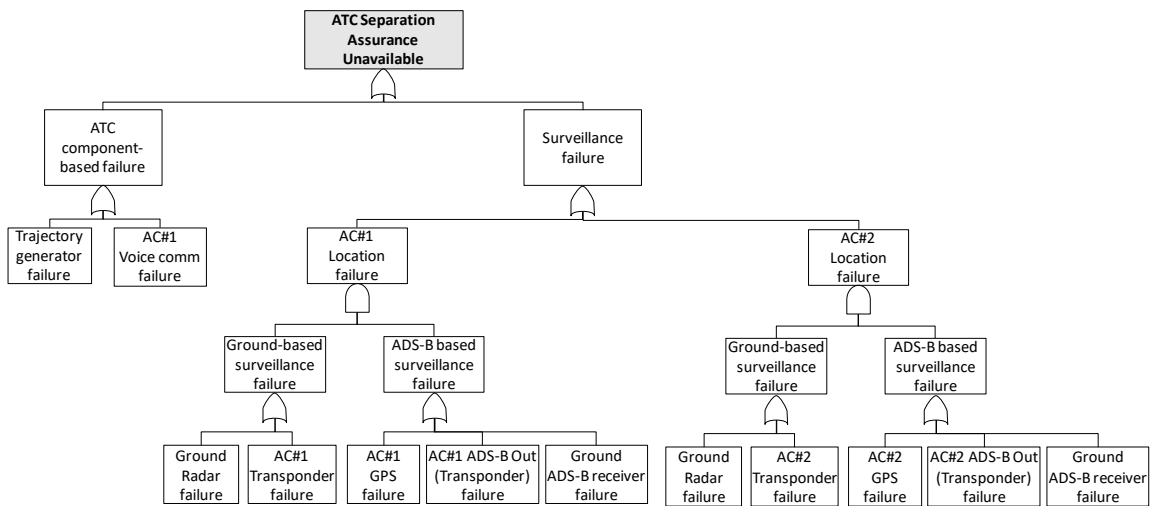 ATC Separation
Assurance
Unavailable
ATC
component-
based failure
Surveillance
failure
Trajectory
generator
failure
AC#1
Voice comm
failure
AC#1
Location
failure
AC#2
Location
failure
Ground-based
surveillance
failure
ADS-B based
surveillance
failure
Ground-based
surveillance
failure
ADS-B based
surveillance
failure
Ground
Radar
failure
AC#1
Transponder
failure
AC#1
GPS
failure
AC#1 ADS-B Out
(Transponder)
failure
Ground
ADS-B receiver
failure
Ground
Radar
failure
AC#2
Transponder
failure
AC#2
GPS
failure
AC#2 ADS-B Out
(Transponder)
failure
Ground
ADS-B receiver
failure